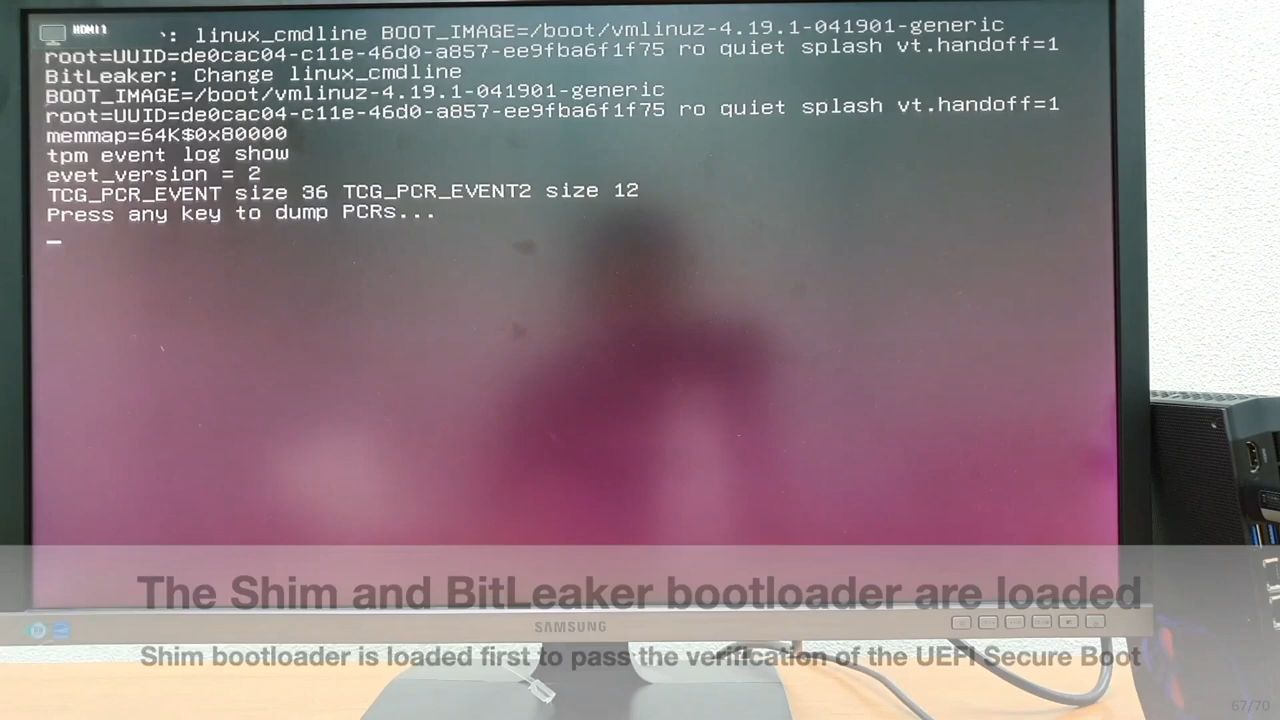 HDMI1
: linux_cmdline BOOT_IMAGE=/boot/vmlinuz-4.19.1-041901-generic
root=UUID=de0cac04-c11e-46d0-a857-ee9fba6f1f75 ro quiet splash vt.handoff=1
BitLeaker: Change linux_cmdline
BOOT_IMAGE=/boot/vmlinuz-4.19.1-041901-generic
root=UUID=de0cac04-c11e-46d0-a857-ee9fba6f1f75 ro quiet splash vt.handoff=1
memmap=64K$0x80000
tpm event log show
evet_version = 2
TCG_PCR_EVENT size 36 TCG_PCR_EVENT2 size 12
Press any key to dump PCRs...
The Shim and BitLeaker bootloader are loaded
SAMSUNG
Shim bootloader is loaded first to pass the verification of the UEFI Secure Boot
67/70